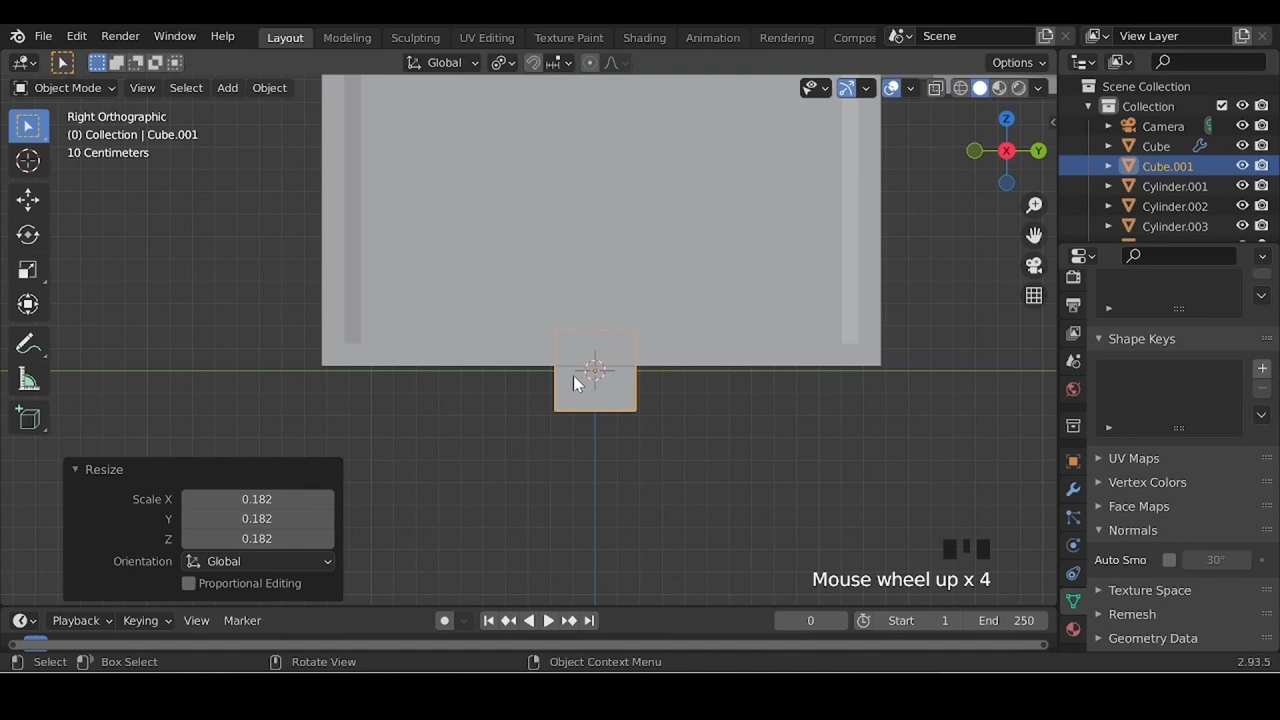 File Edit Render Window Help Layout Modeling Sculpting UV Editing Texture Paint Shading Animation Rendering Compos Scene View Layer
Global Options
Object Mode View Select Add Object
Right Orthographic
(0) Collection | Cube.001
10 Centimeters
Z
X
Y
Scene Collection
Collection
Camera
Cube
Cube.001
Cylinder.001
Cylinder.002
Cylinder.003
Shape Keys
UV Maps
Vertex Colors
Face Maps
Normals
Auto Smo 30°
Texture Space
Remesh
Geometry Data
Resize
Scale X 0.182
Y 0.182
Z 0.182
Orientation Global
Proportional Editing
Mouse wheel up x 4
Playback Keying View Marker 0 Start 1 End 250
Select Box Select Rotate View Object Context Menu 2.93.5